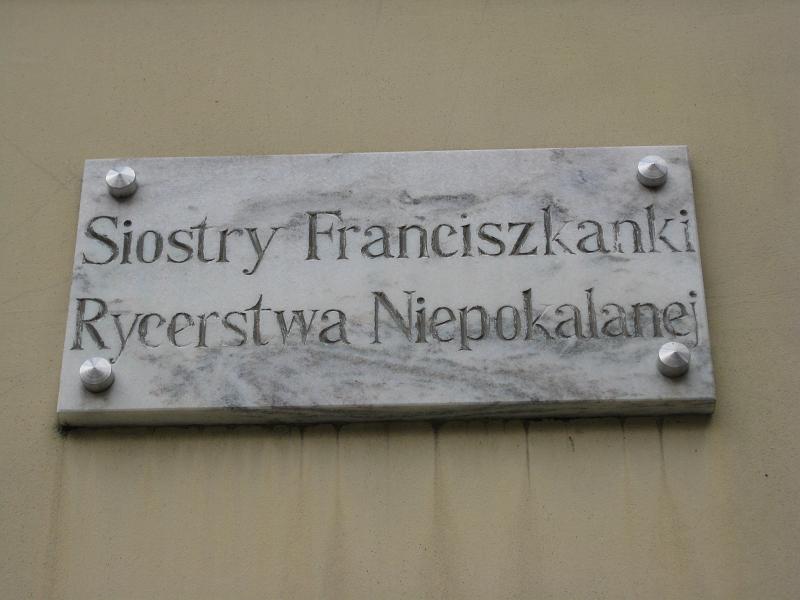 Siostry Franciszkanki
Rycerstwa Niepokalanej